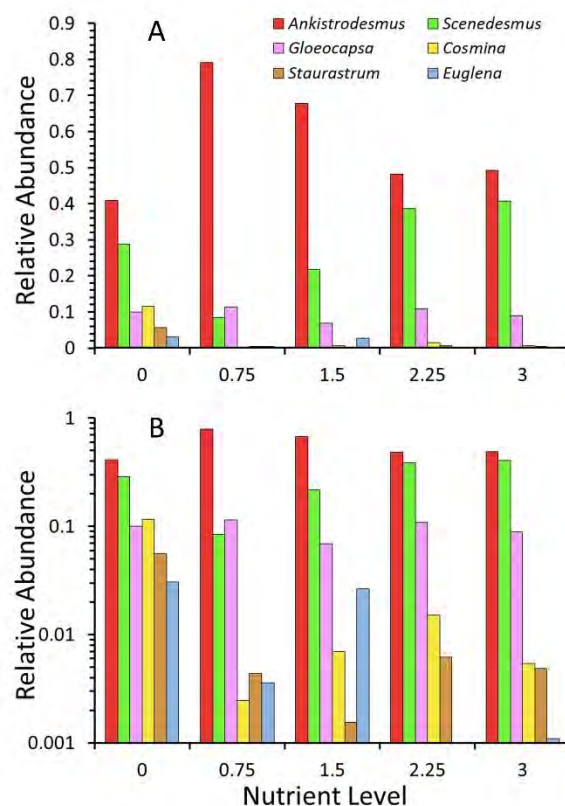 A
Ankistrodesmus Scenedesmus
Gloeocapsa Cosmina
Staurastrum Euglena
Relative Abundance
0.9
0.8
0.7
0.6
0.5
0.4
0.3
0.2
0.1
0
0 0.75 1.5 2.25 3
B
Relative Abundance
1
0.1
0.01
0.001
0 0.75 1.5 2.25 3
Nutrient Level